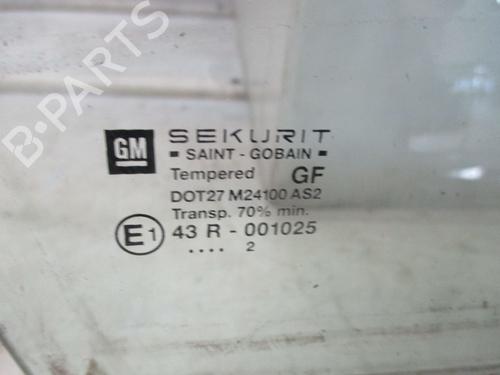 B-PARTS
GM
SEKURIT
SAINT - GOBAIN
Tempered GF
DOT27 M24100 AS2
Transp. 70% min.
E1 43 R - 001025
.... 2